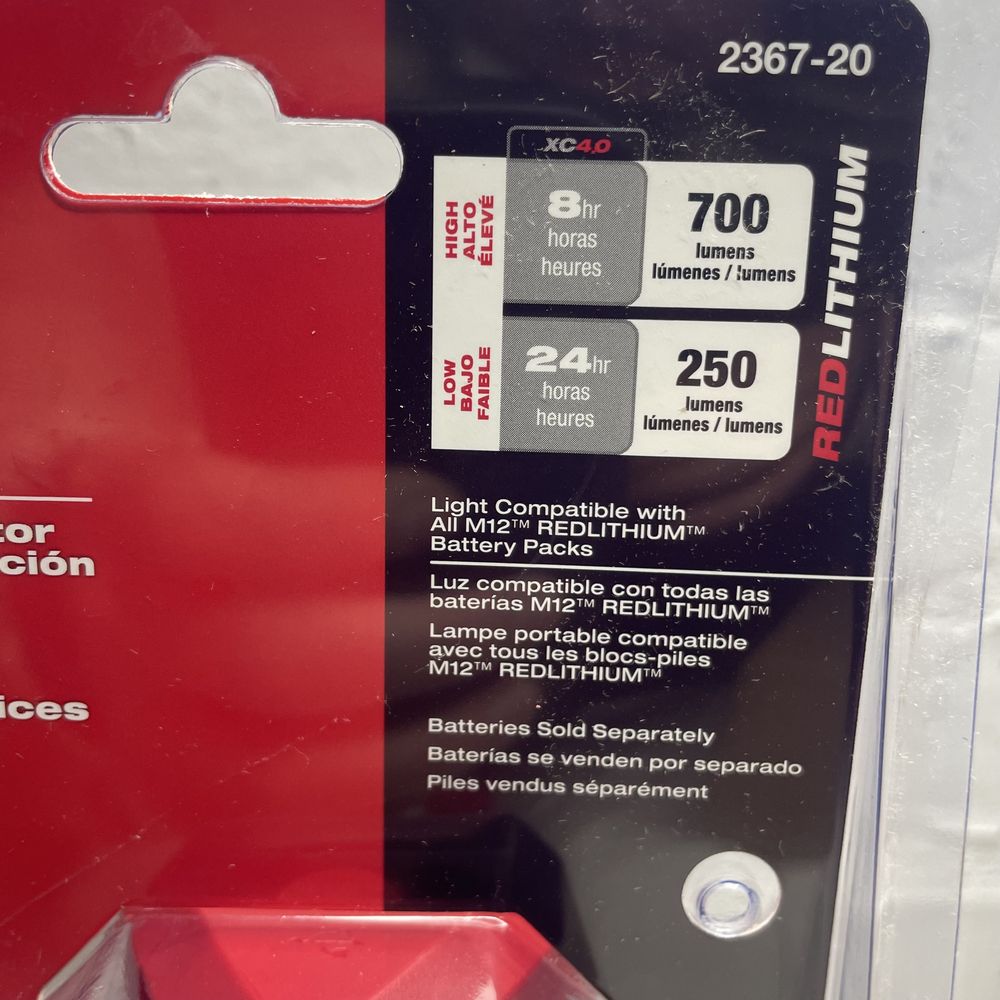 2367-20
XC4.0
HIGH
ALTO
ÉLEVÉ
8hr
horas
heures
700
lumens
lúmenes / lumens
LOW
BAJO
FAIBLE
24hr
horas
heures
250
lumens
lúmenes / lumens
REDLITHIUM
Light Compatible with
All M12™ REDLITHIUM™
Battery Packs
Luz compatible con todas las
baterías M12™ REDLITHIUM™
Lampe portable compatible
avec tous les blocs-piles
M12™ REDLITHIUM™
Batteries Sold Separately
Baterías se venden por separado
Piles vendus séparément
tor
ción
ices